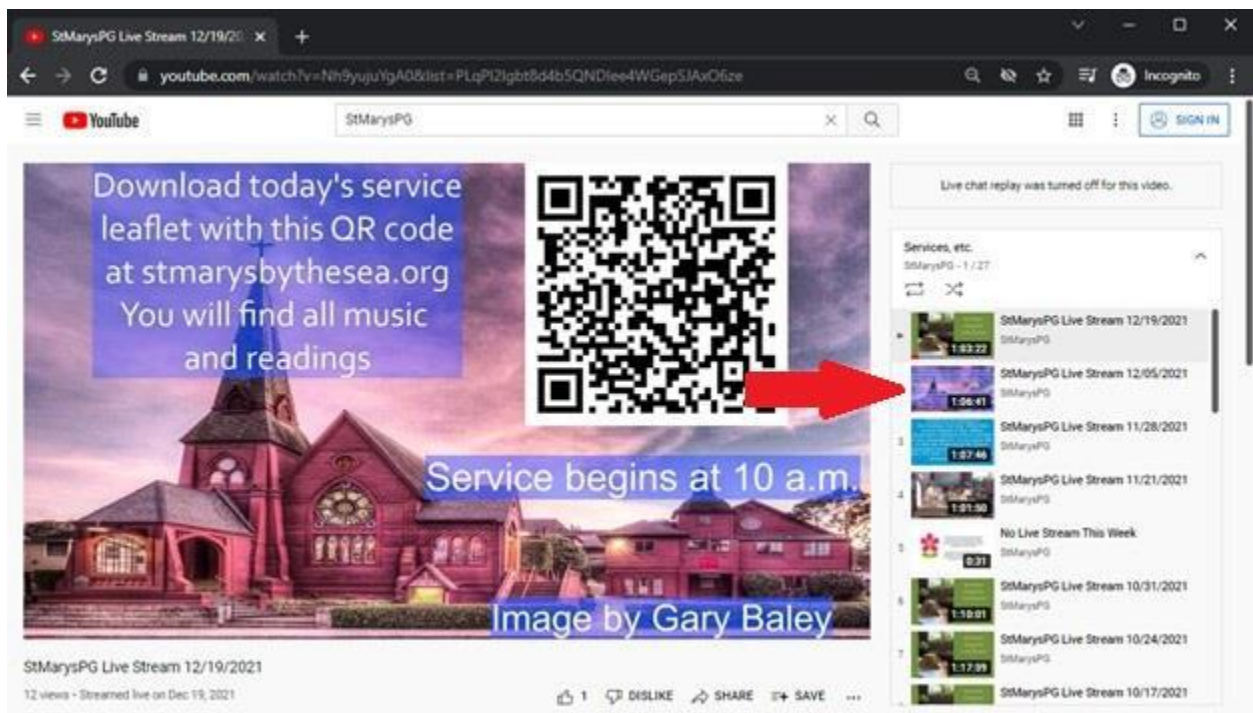 StMarysPG Live Stream 12/19/20
youtube.com/watch?v=Nh9yujuYgA0&list=PLqPl2Igbt8d4b5QNDlee4WGepSJAxO6ze
Incognito
YouTube
StMarysPG
SIGN IN
Download today's service
leaflet with this QR code
at stmarysbythesea.org
You will find all music
and readings
Service begins at 10 a.m.
Image by Gary Baley
StMarysPG Live Stream 12/19/2021
12 views • Streamed live on Dec 19, 2021
1 DISLIKE SHARE SAVE
Live chat replay was turned off for this video.
Services, etc.
StMarysPG - 1 / 27
StMarysPG Live Stream 12/19/2021
StMarysPG
1:03:22
StMarysPG Live Stream 12/05/2021
StMarysPG
1:06:41
3
StMarysPG Live Stream 11/28/2021
StMarysPG
1:07:46
4
StMarysPG Live Stream 11/21/2021
StMarysPG
1:01:50
5
No Live Stream This Week
StMarysPG
0:31
6
StMarysPG Live Stream 10/31/2021
StMarysPG
1:10:01
7
StMarysPG Live Stream 10/24/2021
StMarysPG
1:17:09
StMarysPG Live Stream 10/17/2021